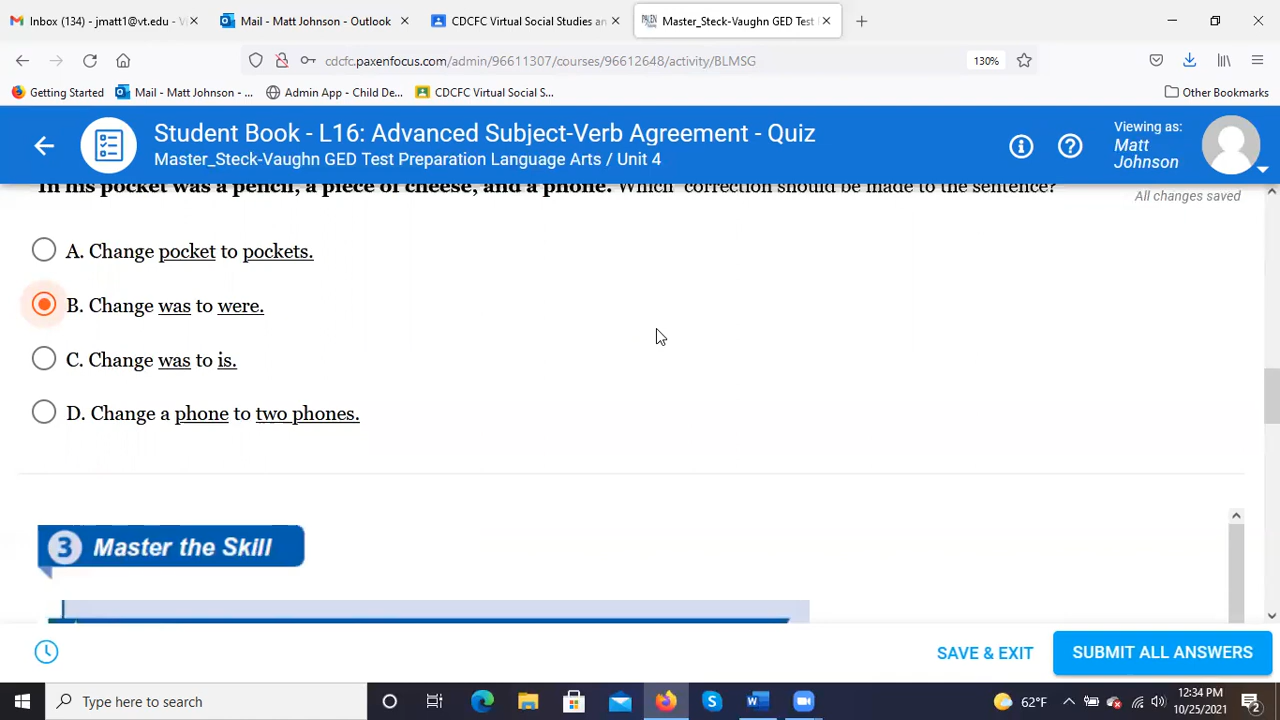 Inbox (134) - jmatt1@vt.edu - Vi
Mail - Matt Johnson - Outlook
CDCFC Virtual Social Studies an
Master_Steck-Vaughn GED Test
cdcfc.paxenfocus.com/admin/96611307/courses/96612648/activity/BLMSG
130%
Getting Started
Mail - Matt Johnson - ...
Admin App - Child De...
CDCFC Virtual Social S...
Other Bookmarks
Student Book - L16: Advanced Subject-Verb Agreement - Quiz
Master_Steck-Vaughn GED Test Preparation Language Arts / Unit 4
Viewing as:
Matt
Johnson
In his pocket was a pencil, a piece of cheese, and a phone. Which correction should be made to the sentence?
All changes saved
A. Change pocket to pockets.
B. Change was to were.
C. Change was to is.
D. Change a phone to two phones.
3 Master the Skill
SAVE & EXIT
SUBMIT ALL ANSWERS
Type here to search
62°F
12:34 PM
10/25/2021
2